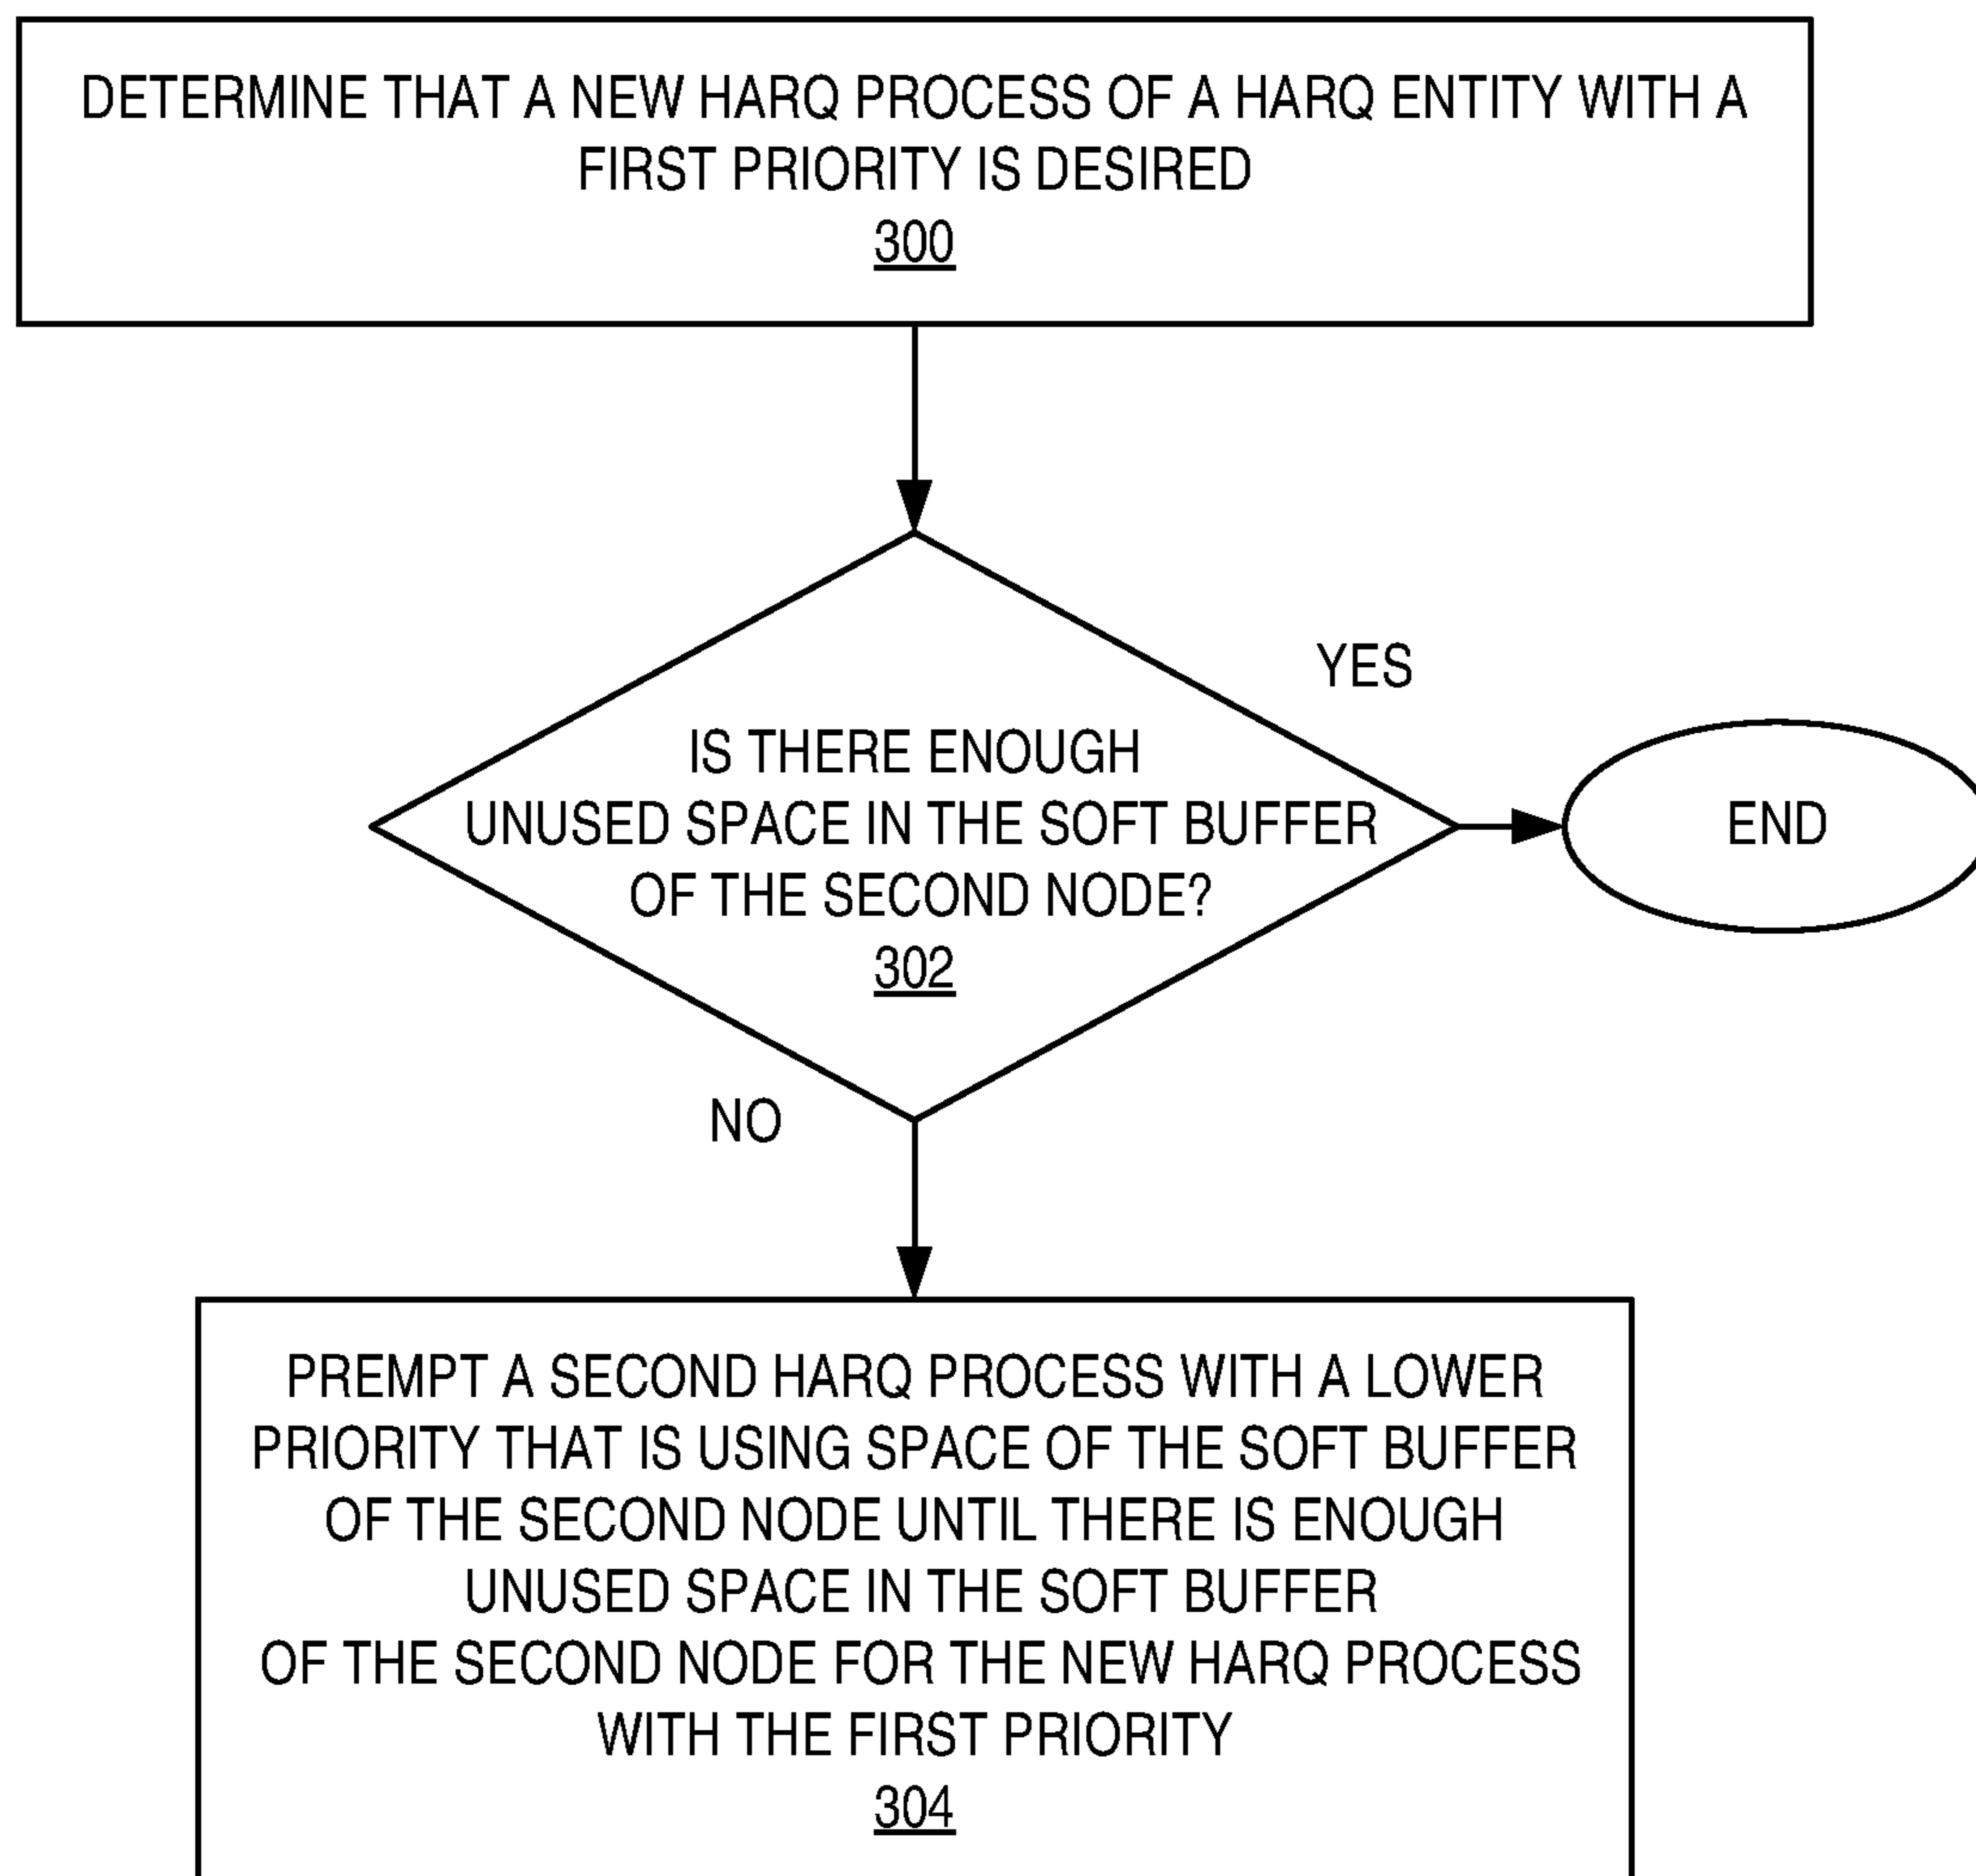 DETERMINE THAT A NEW HARQ PROCESS OF A HARQ ENTITY WITH A
FIRST PRIORITY IS DESIRED
300
YES
IS THERE ENOUGH
UNUSED SPACE IN THE SOFT BUFFER
OF THE SECOND NODE?
302
END
NO
PREMPT A SECOND HARQ PROCESS WITH A LOWER
PRIORITY THAT IS USING SPACE OF THE SOFT BUFFER
OF THE SECOND NODE UNTIL THERE IS ENOUGH
UNUSED SPACE IN THE SOFT BUFFER
OF THE SECOND NODE FOR THE NEW HARQ PROCESS
WITH THE FIRST PRIORITY
304